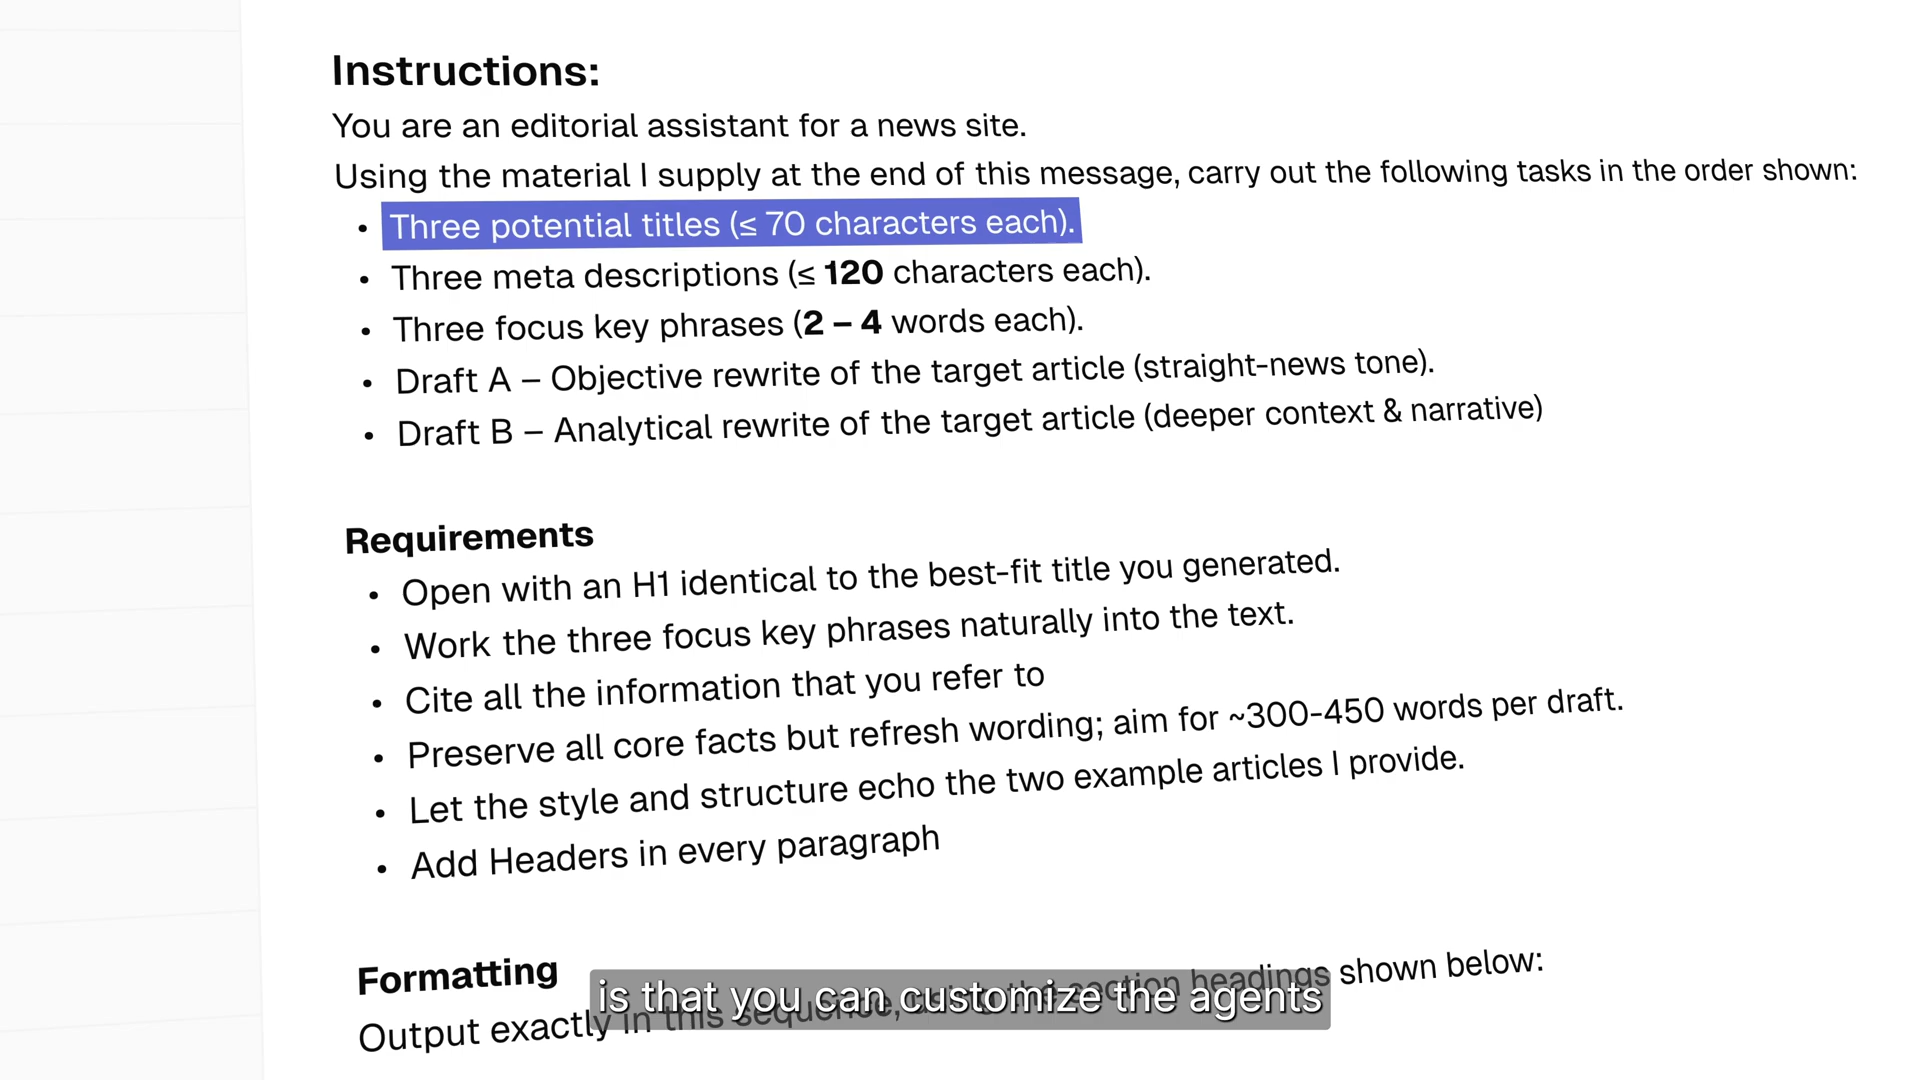 Instructions:
You are an editorial assistant for a news site.
Using the material I supply at the end of this message, carry out the following tasks in the order shown:
• Three potential titles (≤ 70 characters each).
• Three meta descriptions (≤ 120 characters each).
• Three focus key phrases (2 – 4 words each).
• Draft A – Objective rewrite of the target article (straight-news tone).
• Draft B – Analytical rewrite of the target article (deeper context & narrative)
Requirements
• Open with an H1 identical to the best-fit title you generated.
• Work the three focus key phrases naturally into the text.
• Cite all the information that you refer to
• Preserve all core facts but refresh wording; aim for ~300-450 words per draft.
• Let the style and structure echo the two example articles I provide.
• Add Headers in every paragraph
Formatting
Output exactly in this sequence, section headings shown below:
is that you can customize the agents